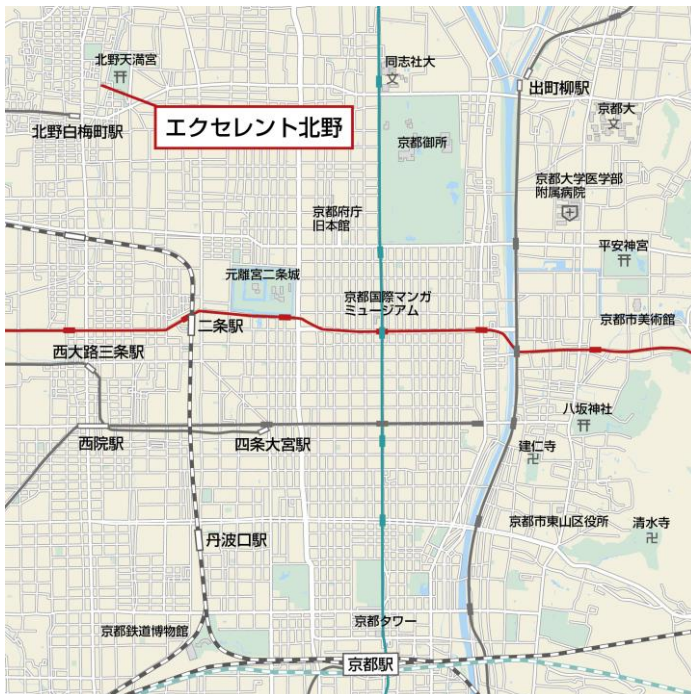 北野天満宮
同志社大
出町柳駅
京都大
北野白梅町駅
エクセレント北野
京都御所
京都大学医学部
附属病院
京都府庁
旧本館
平安神宮
元離宮二条城
京都国際マンガ
ミュージアム
京都市美術館
二条駅
西大路三条駅
八坂神社
西院駅
四条大宮駅
建仁寺
京都市東山区役所
清水寺
丹波口駅
京都タワー
京都鉄道博物館
京都駅